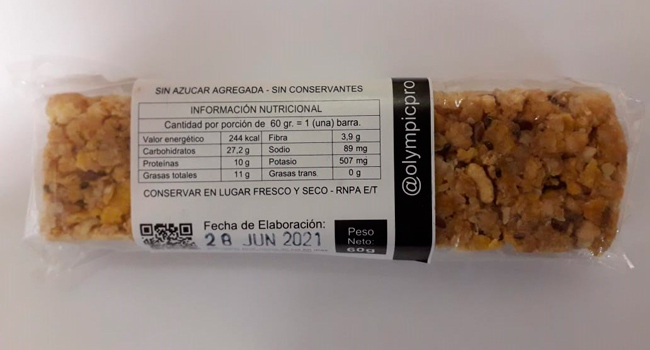 SIN AZUCAR AGREGADA - SIN CONSERVANTES
INFORMACIÓN NUTRICIONAL
Cantidad por porción de 60 gr. = 1 (una) barra.
Valor energético 244 kcal Fibra 3,9 g
Carbohidratos 27.2 g Sodio 89 mg
Proteínas 10 g Potasio 507 mg
Grasas totales 11 g Grasas trans 0 g
CONSERVAR EN LUGAR FRESCO Y SECO - RNPA E/T
Fecha de Elaboración:
28 JUN 2021
Peso
Neto:
60g
@olympicpro